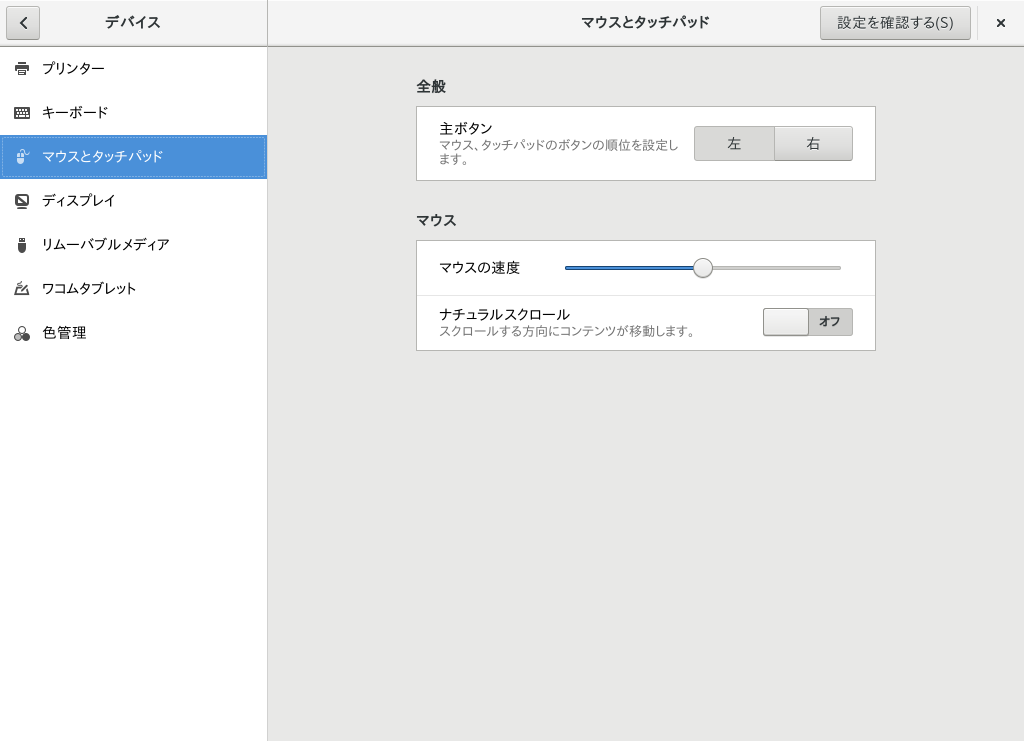 デバイス
マウスとタッチパッド
設定を確認する(S)
プリンター
キーボード
マウスとタッチパッド
ディスプレイ
リムーバブルメディア
ワコムタブレット
色管理
全般
主ボタン
マウス、タッチパッドのボタンの順位を設定し
ます。
左
右
マウス
マウスの速度
ナチュラルスクロール
スクロールする方向にコンテンツが移動します。
オフ